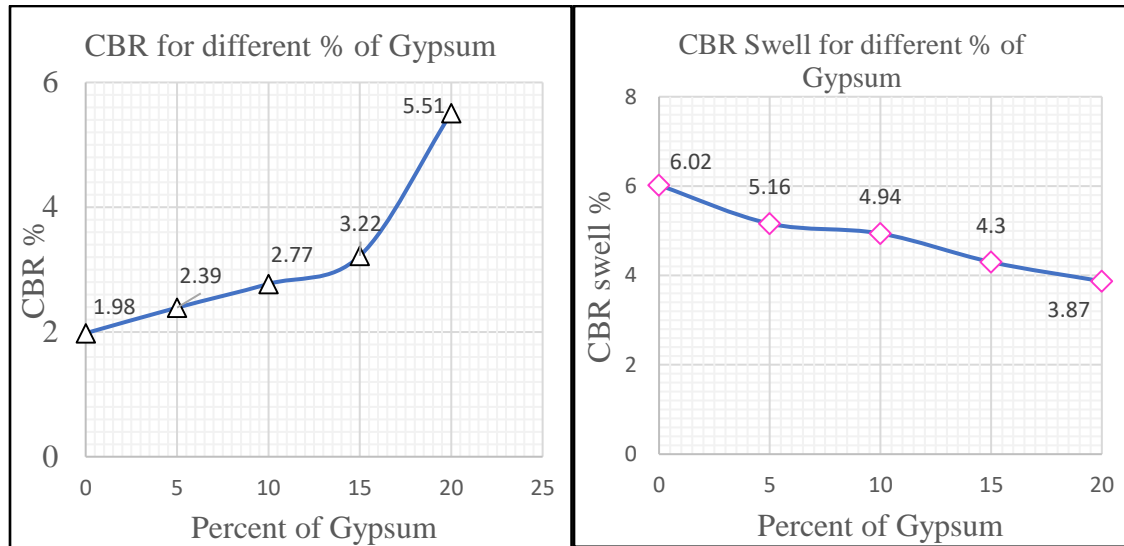 CBR for different % of Gypsum
6
5.51
4
3.22
2.77
2.39
1.98
2
0
CBR %
0 5 10 15 20 25
Percent of Gypsum
CBR Swell for different % of
Gypsum
8
6.02
6
5.16
4.94
4.3
4
3.87
2
0
CBR swell %
0 5 10 15 20
Percent of Gypsum